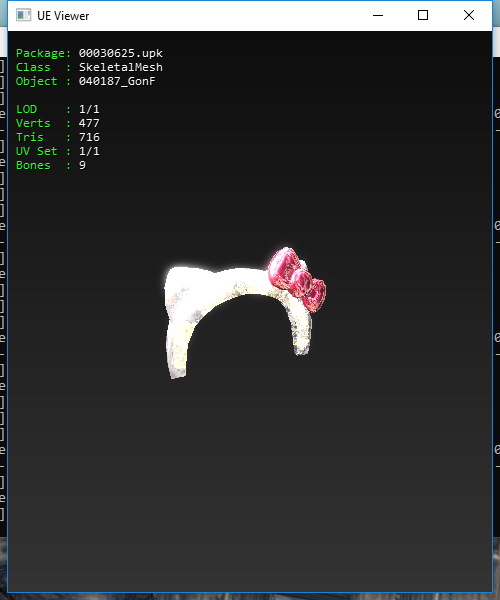 UE Viewer
Package: 00030625.upk
Class : SkeletalMesh
Object : 040187_GonF
LOD : 1/1
Verts : 477
Tris : 716
UV Set : 1/1
Bones : 9